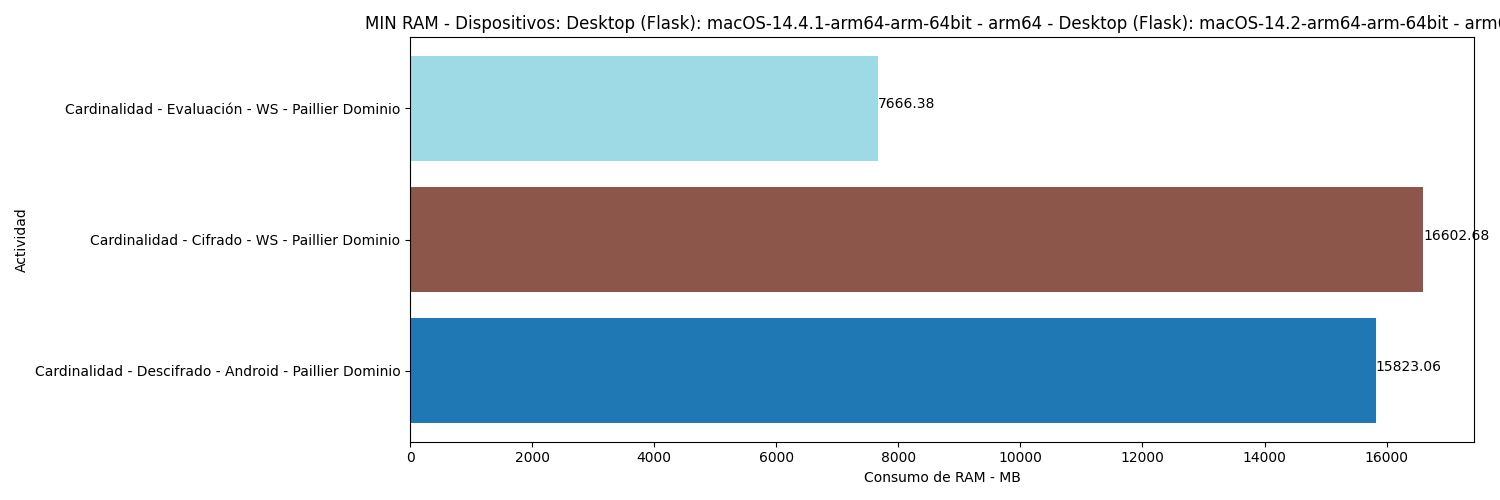 MIN RAM - Dispositivos: Desktop (Flask): macOS-14.4.1-arm64-arm-64bit - arm64 - Desktop (Flask): macOS-14.2-arm64-arm-64bit -
Cardinalidad - Evaluación - WS - Paillier Dominio
7666.38
Cardinalidad - Cifrado - WS - Paillier Dominio
16602.68
Cardinalidad - Descifrado - Android - Paillier Dominio
15823.06
Actividad
0 2000 4000 6000 8000 10000 12000 14000 16000
Consumo de RAM - MB